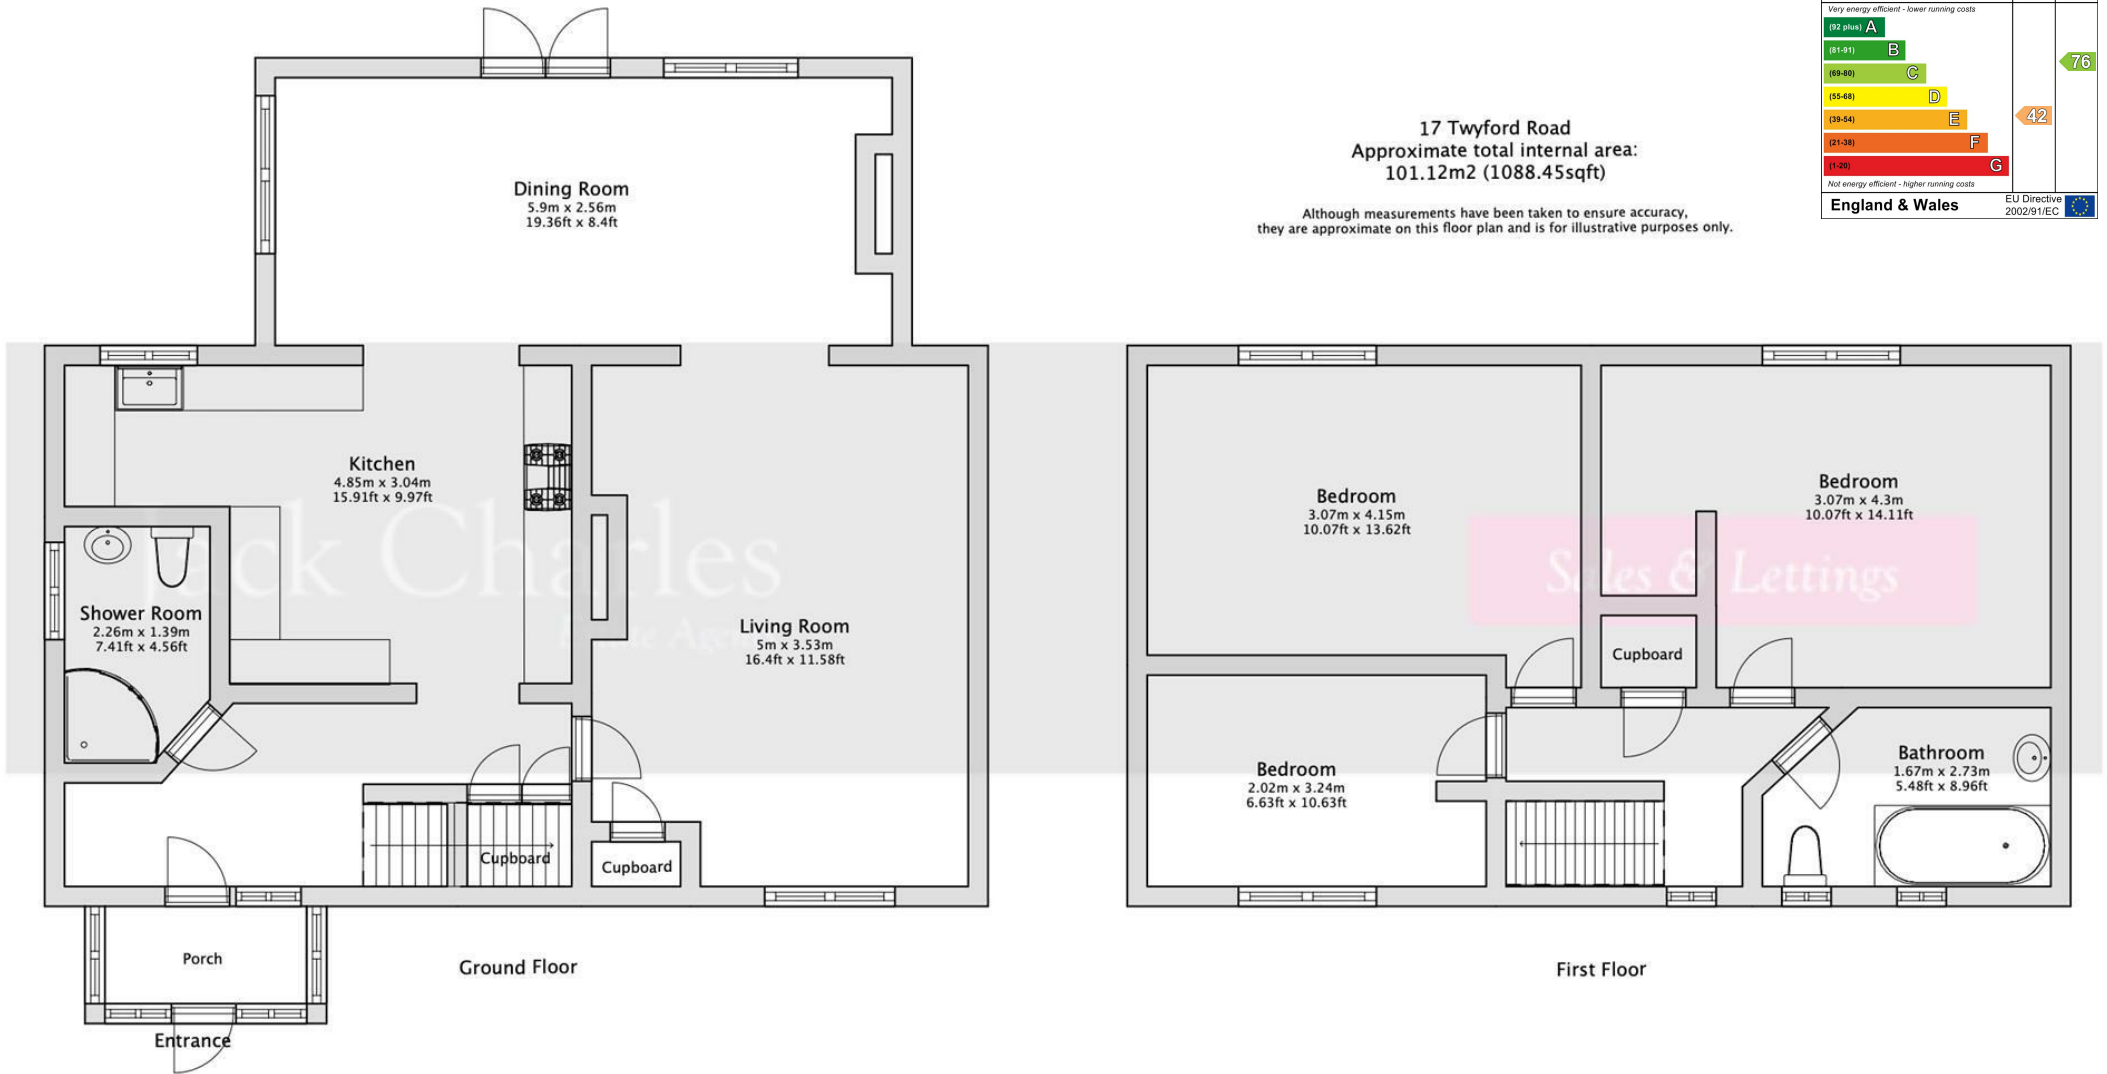 Very energy efficient - lower running costs
(92 plus) A
(81-91) B
(69-80) C
(55-68) D
(39-54) E
(21-38) F
(1-20) G
42
76
Not energy efficient - higher running costs
England & Wales
EU Directive
2002/91/EC
17 Twyford Road
Approximate total internal area:
101.12m2 (1088.45sqft)
Although measurements have been taken to ensure accuracy,
they are approximate on this floor plan and is for illustrative purposes only.
Dining Room
5.9m x 2.56m
19.36ft x 8.4ft
Kitchen
4.85m x 3.04m
15.91ft x 9.97ft
Shower Room
2.26m x 1.39m
7.41ft x 4.56ft
Living Room
5m x 3.53m
16.4ft x 11.58ft
Cupboard
Cupboard
Porch
Entrance
Ground Floor
Bedroom
3.07m x 4.15m
10.07ft x 13.62ft
Bedroom
3.07m x 4.3m
10.07ft x 14.11ft
Cupboard
Bedroom
2.02m x 3.24m
6.63ft x 10.63ft
Bathroom
1.67m x 2.73m
5.48ft x 8.96ft
First Floor
Jack Charles
Estate Agents
Sales & Lettings